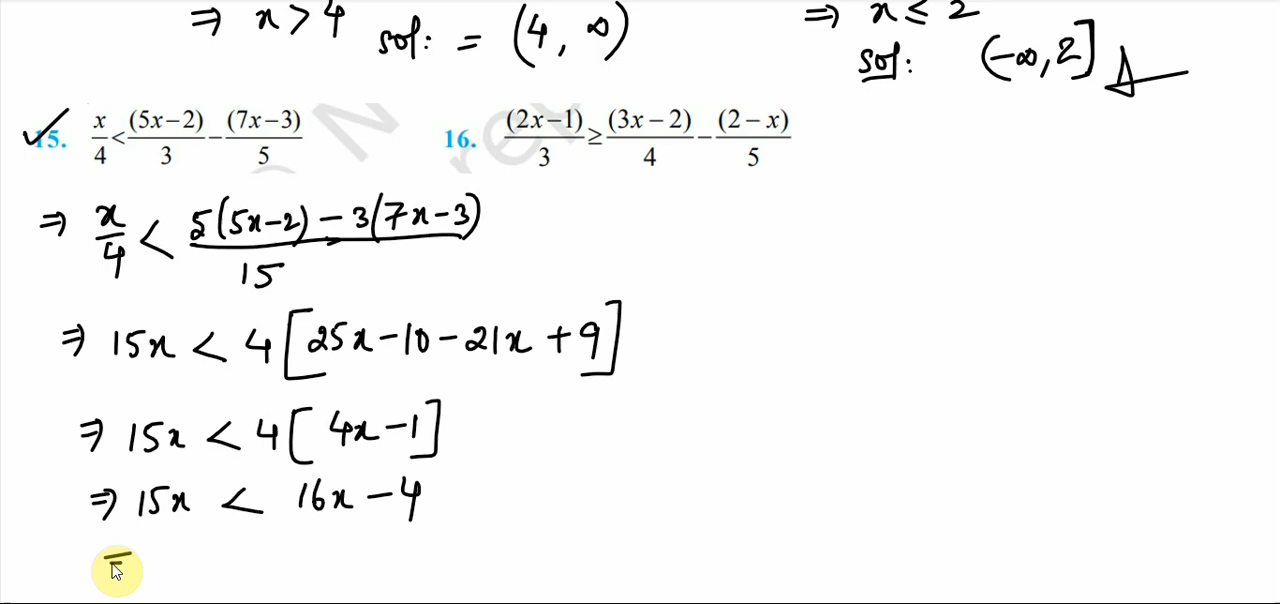 ⇒ x > 4 sol: = (4, ∞)
⇒ x ≤ 2
sol: (-∞, 2]
15. x/4 < (5x−2)/3 − (7x−3)/5
16. (2x−1)/3 ≥ (3x−2)/4 − (2−x)/5
⇒ x/4 < 5(5x-2) - 3(7x-3)/15
⇒ 15x < 4[25x-10-21x+9]
⇒ 15x < 4[4x-1]
⇒ 15x < 16x-4